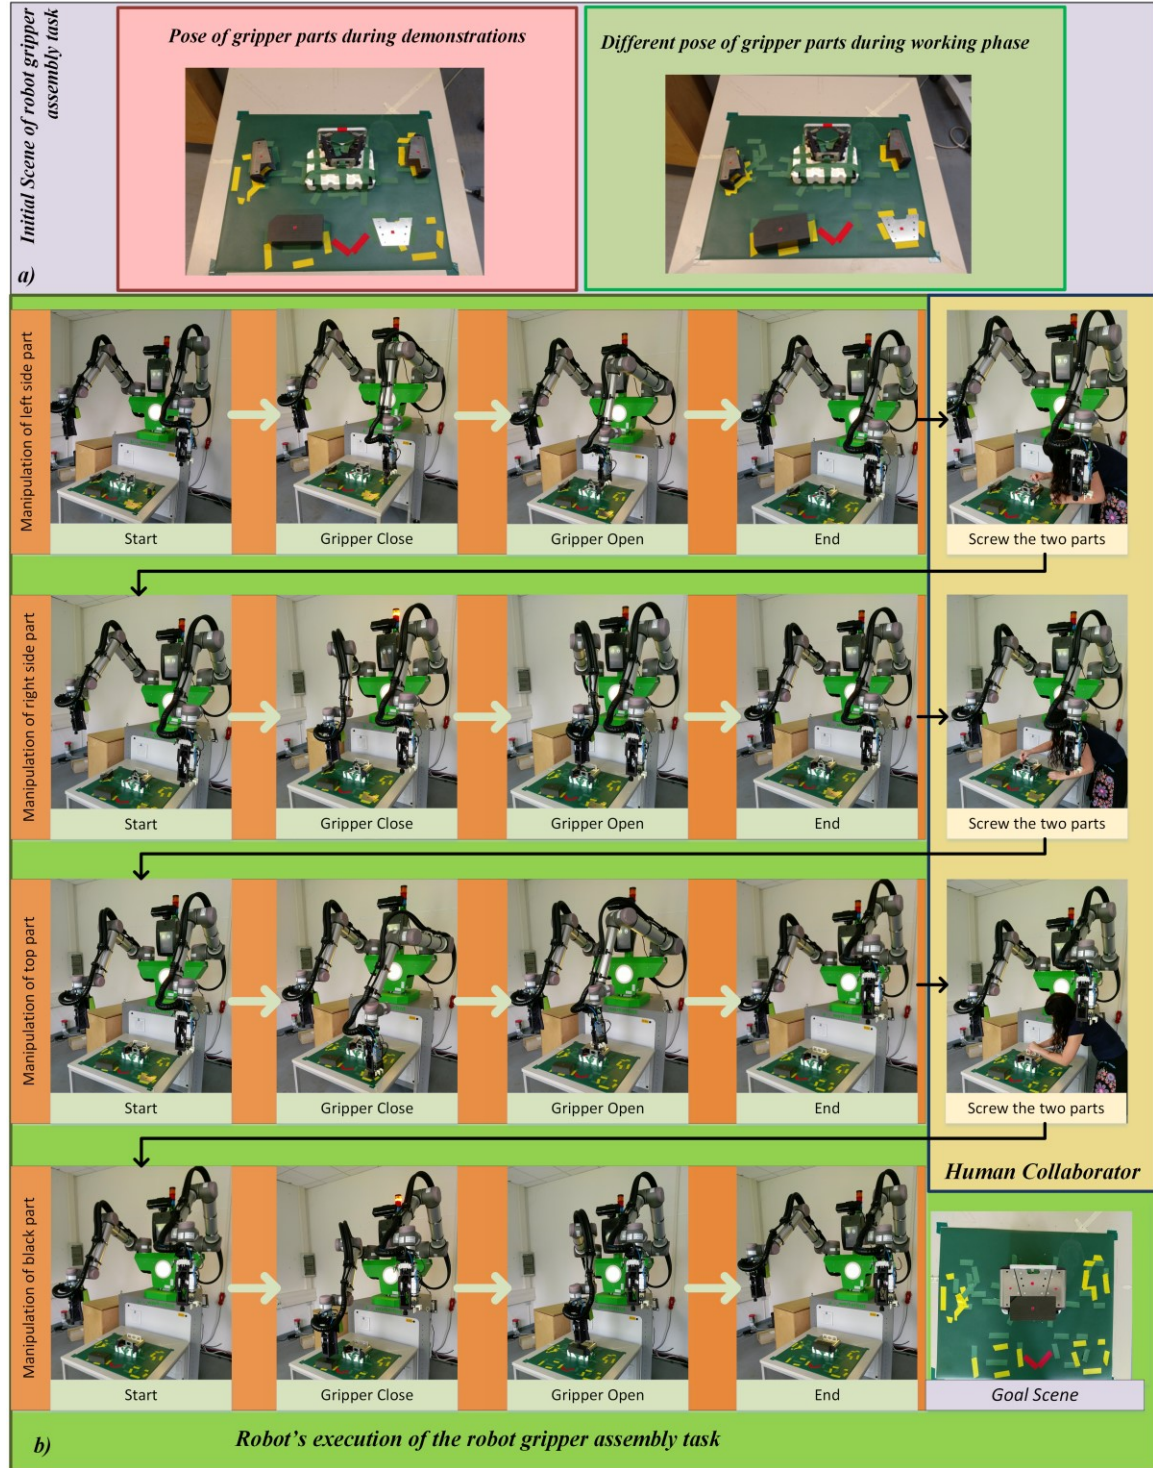 Initial Scene of robot gripper
assembly task
a)
Pose of gripper parts during demonstrations
Different pose of gripper parts during working phase
Manipulation of left side part
Start
Gripper Close
Gripper Open
End
Screw the two parts
Manipulation of right side part
Start
Gripper Close
Gripper Open
End
Screw the two parts
Manipulation of top part
Start
Gripper Close
Gripper Open
End
Screw the two parts
Human Collaborator
Manipulation of black part
Start
Gripper Close
Gripper Open
End
Goal Scene
b)
Robot’s execution of the robot gripper assembly task